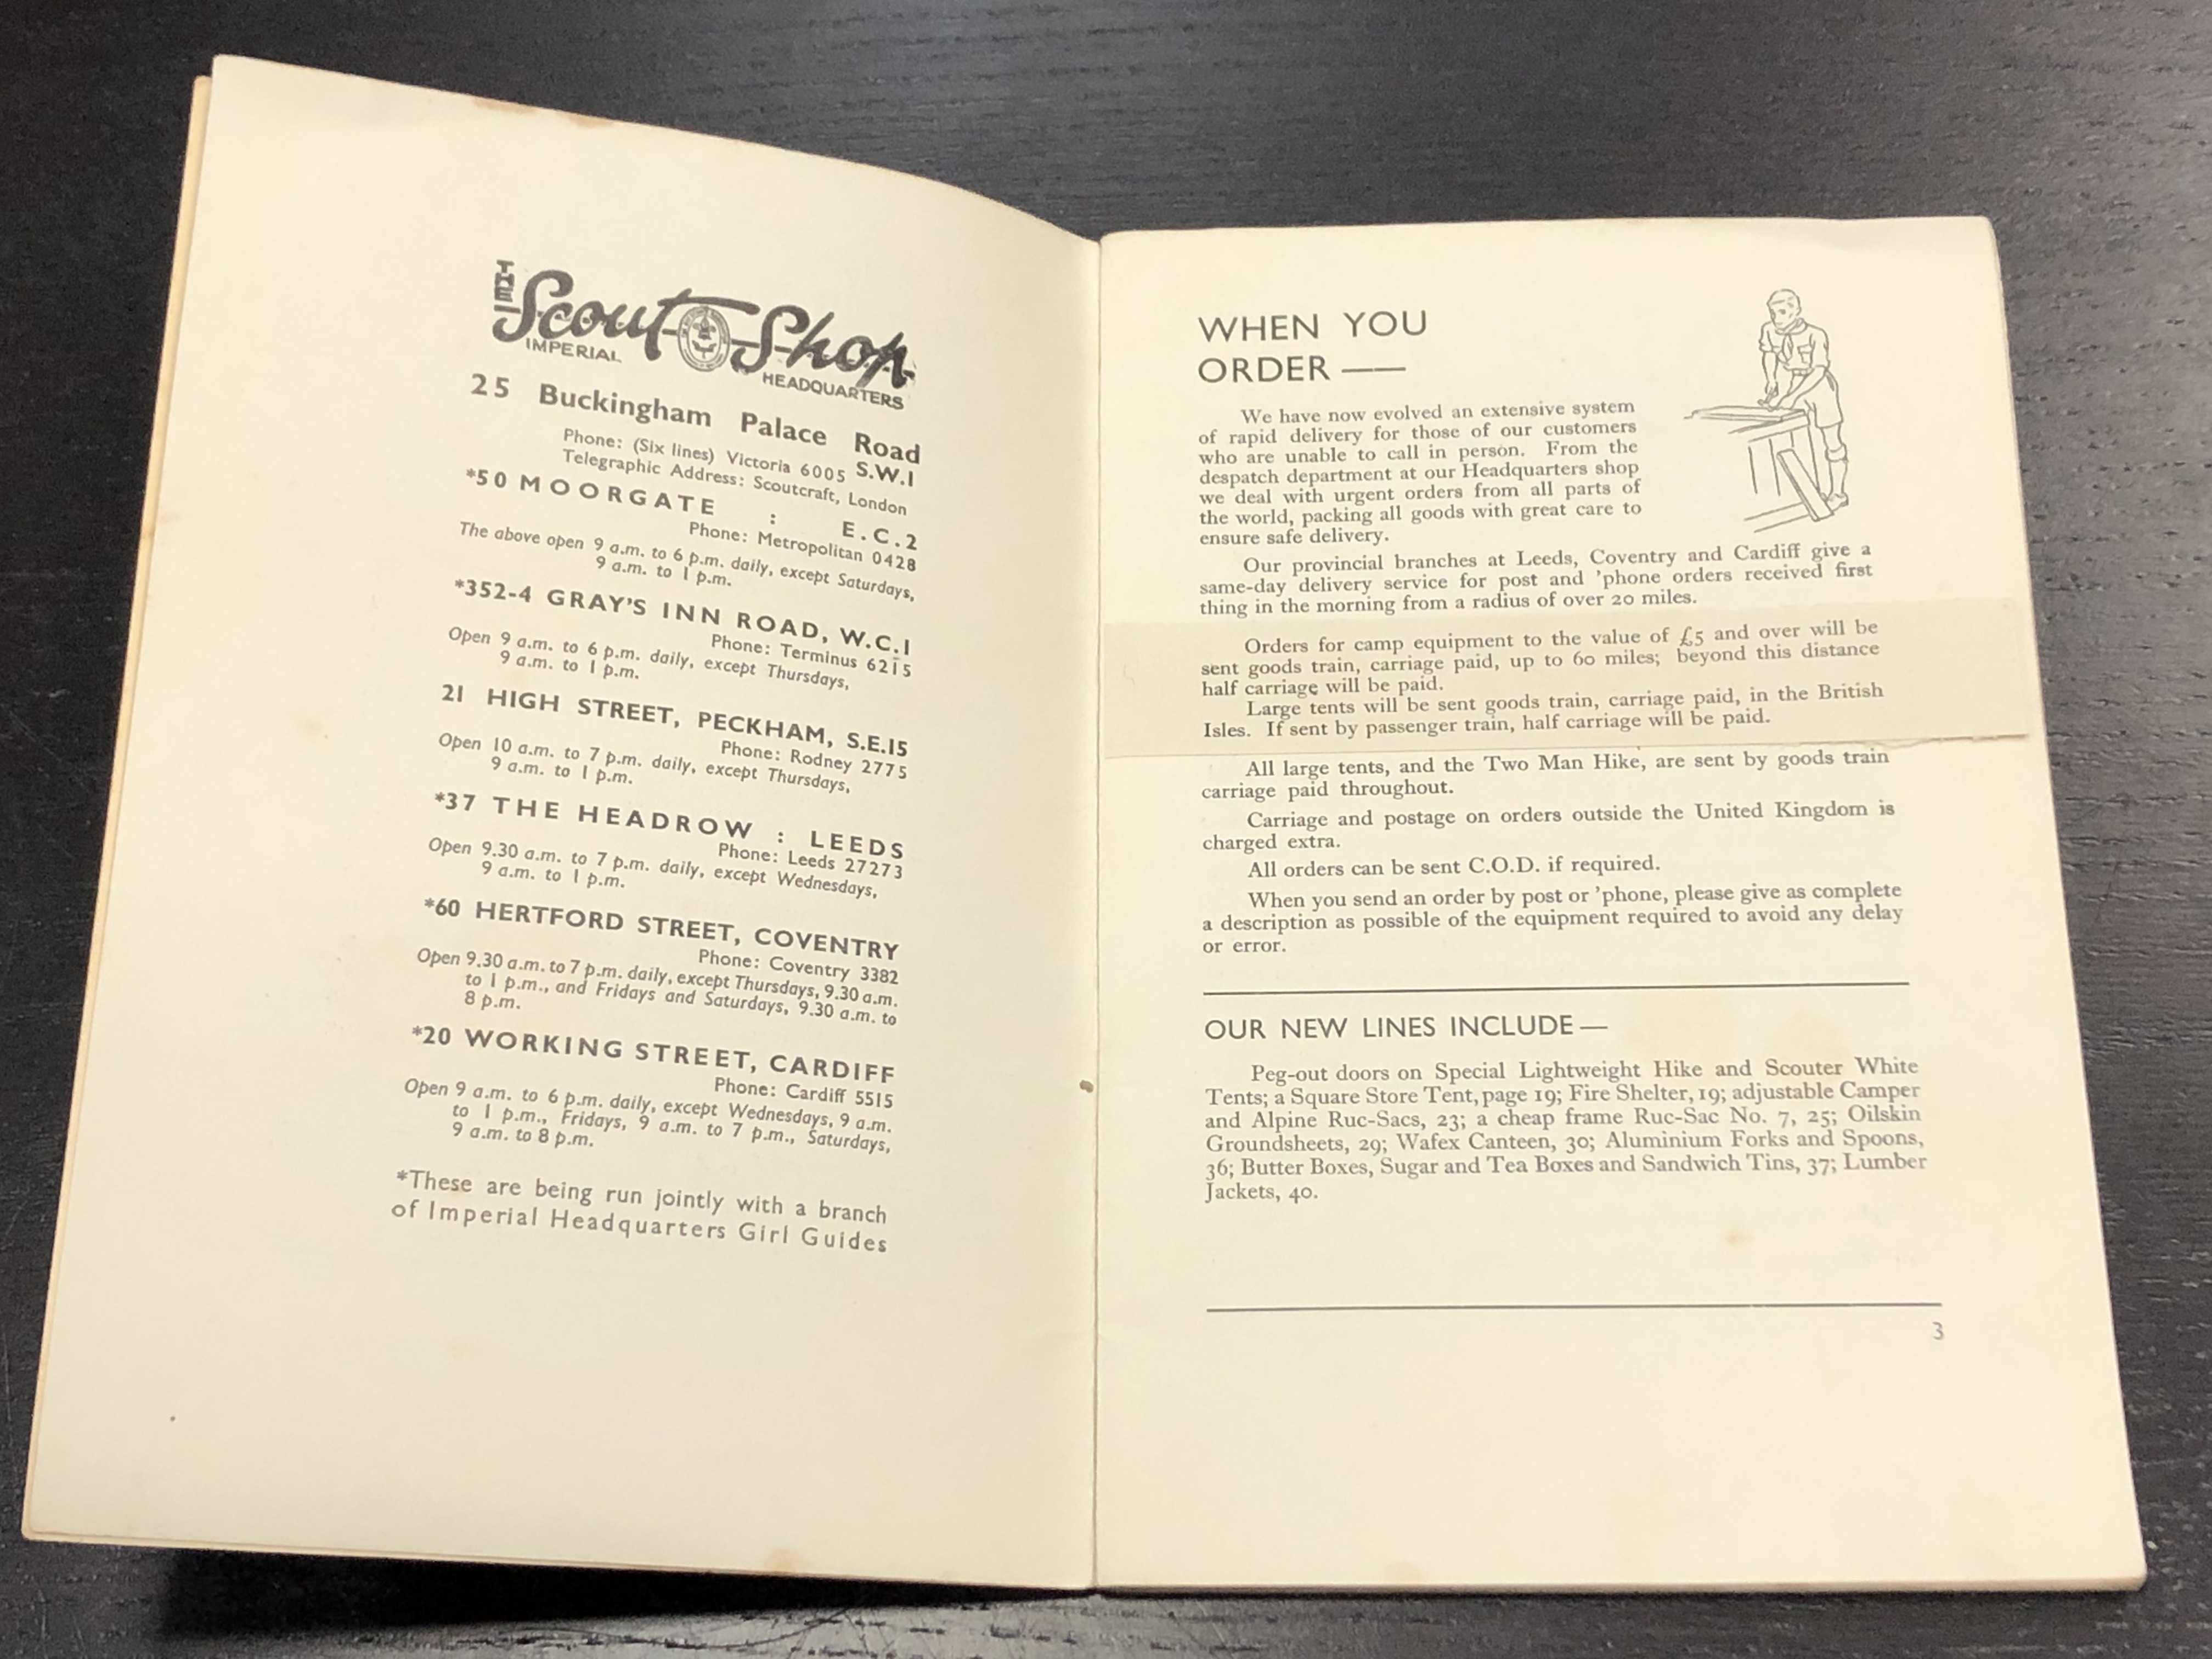 THE Scout Shop
IMPERIAL
HEADQUARTERS
25 Buckingham Palace Road
S.W.1
Phone: (Six lines) Victoria 6005
Telegraphic Address: Scoutcraft, London
*50 MOORGATE : E.C.2
Phone: Metropolitan 0428
The above open 9 a.m. to 6 p.m. daily, except Saturdays,
9 a.m. to 1 p.m.
*352-4 GRAY'S INN ROAD, W.C.1
Phone: Terminus 6215
Open 9 a.m. to 6 p.m. daily, except Thursdays,
9 a.m. to 1 p.m.
21 HIGH STREET, PECKHAM, S.E.15
Phone: Rodney 2775
Open 10 a.m. to 7 p.m. daily, except Thursdays,
9 a.m. to 1 p.m.
*37 THE HEADROW : LEEDS
Phone: Leeds 27273
Open 9.30 a.m. to 7 p.m. daily, except Wednesdays,
9 a.m. to 1 p.m.
*60 HERTFORD STREET, COVENTRY
Phone: Coventry 3382
Open 9.30 a.m. to 7 p.m. daily, except Thursdays, 9.30 a.m.
to 1 p.m., and Fridays and Saturdays, 9.30 a.m. to
8 p.m.
*20 WORKING STREET, CARDIFF
Phone: Cardiff 5515
Open 9 a.m. to 6 p.m. daily, except Wednesdays, 9 a.m.
to 1 p.m., Fridays, 9 a.m. to 7 p.m., Saturdays,
9 a.m. to 8 p.m.
*These are being run jointly with a branch
of Imperial Headquarters Girl Guides
WHEN YOU
ORDER ——
We have now evolved an extensive system
of rapid delivery for those of our customers
who are unable to call in person. From the
despatch department at our Headquarters shop
we deal with urgent orders from all parts of
the world, packing all goods with great care to
ensure safe delivery.
Our provincial branches at Leeds, Coventry and Cardiff give a
same-day delivery service for post and 'phone orders received first
thing in the morning from a radius of over 20 miles.
Orders for camp equipment to the value of £5 and over will be
sent goods train, carriage paid, up to 60 miles; beyond this distance
half carriage will be paid.
Large tents will be sent goods train, carriage paid, in the British
Isles. If sent by passenger train, half carriage will be paid.
All large tents, and the Two Man Hike, are sent by goods train
carriage paid throughout.
Carriage and postage on orders outside the United Kingdom is
charged extra.
All orders can be sent C.O.D. if required.
When you send an order by post or 'phone, please give as complete
a description as possible of the equipment required to avoid any delay
or error.
OUR NEW LINES INCLUDE—
Peg-out doors on Special Lightweight Hike and Scouter White
Tents; a Square Store Tent, page 19; Fire Shelter, 19; adjustable Camper
and Alpine Ruc-Sacs, 23; a cheap frame Ruc-Sac No. 7, 25; Oilskin
Groundsheets, 29; Wafex Canteen, 30; Aluminium Forks and Spoons,
36; Butter Boxes, Sugar and Tea Boxes and Sandwich Tins, 37; Lumber
Jackets, 40.
3